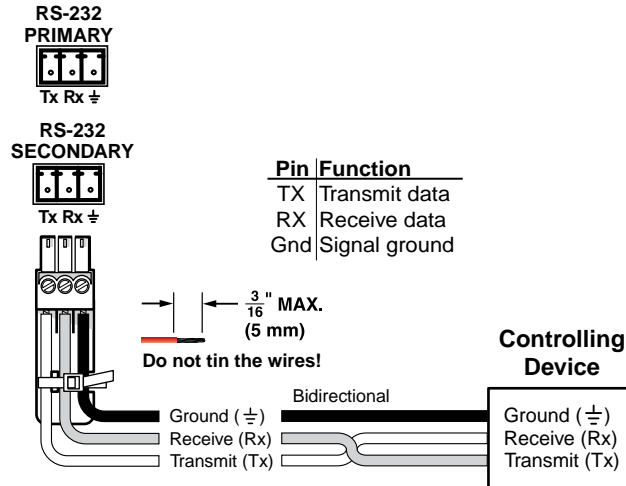 RS-232
PRIMARY
Tx Rx ⏚
RS-232
SECONDARY
Tx Rx ⏚
Pin Function
TX Transmit data
RX Receive data
Gnd Signal ground
3/16" MAX.
(5 mm)
Do not tin the wires!
Controlling
Device
Bidirectional
Ground (⏚) Ground (⏚)
Receive (Rx) Receive (Rx)
Transmit (Tx) Transmit (Tx)